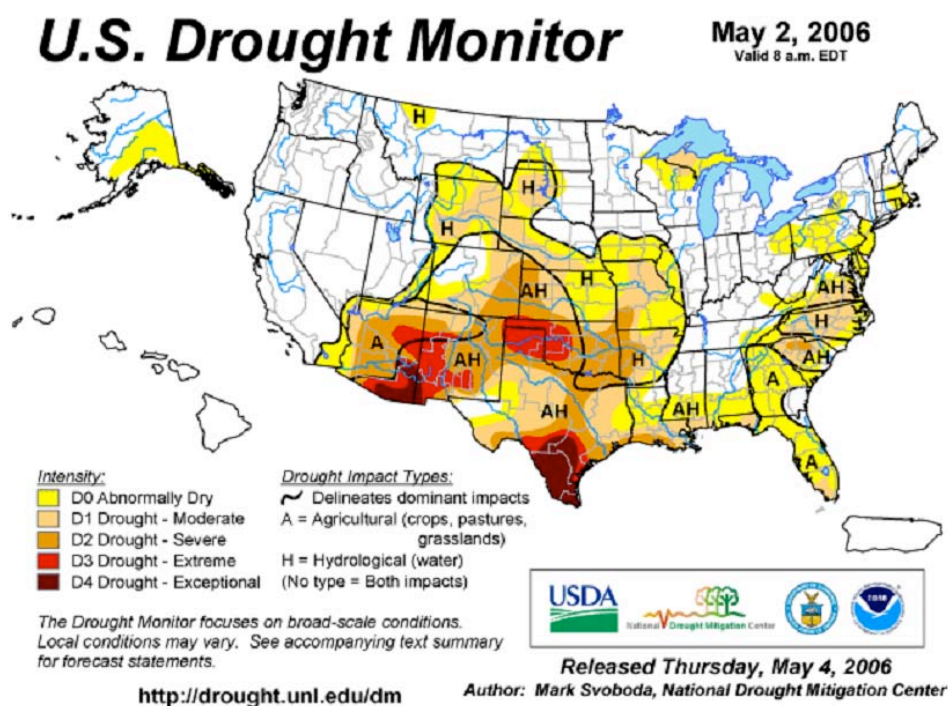 U.S. Drought Monitor
May 2, 2006
Valid 8 a.m. EDT
H
H
H
H
AH
AH
H
A
AH
H
AH
AH
AH
A
A
Intensity:
D0 Abnormally Dry
D1 Drought - Moderate
D2 Drought - Severe
D3 Drought - Extreme
D4 Drought - Exceptional
Drought Impact Types:
Delineates dominant impacts
A = Agricultural (crops, pastures,
grasslands)
H = Hydrological (water)
(No type = Both impacts)
The Drought Monitor focuses on broad-scale conditions.
Local conditions may vary. See accompanying text summary
for forecast statements.
http://drought.unl.edu/dm
USDA
National Drought Mitigation Center
Released Thursday, May 4, 2006
Author: Mark Svoboda, National Drought Mitigation Center